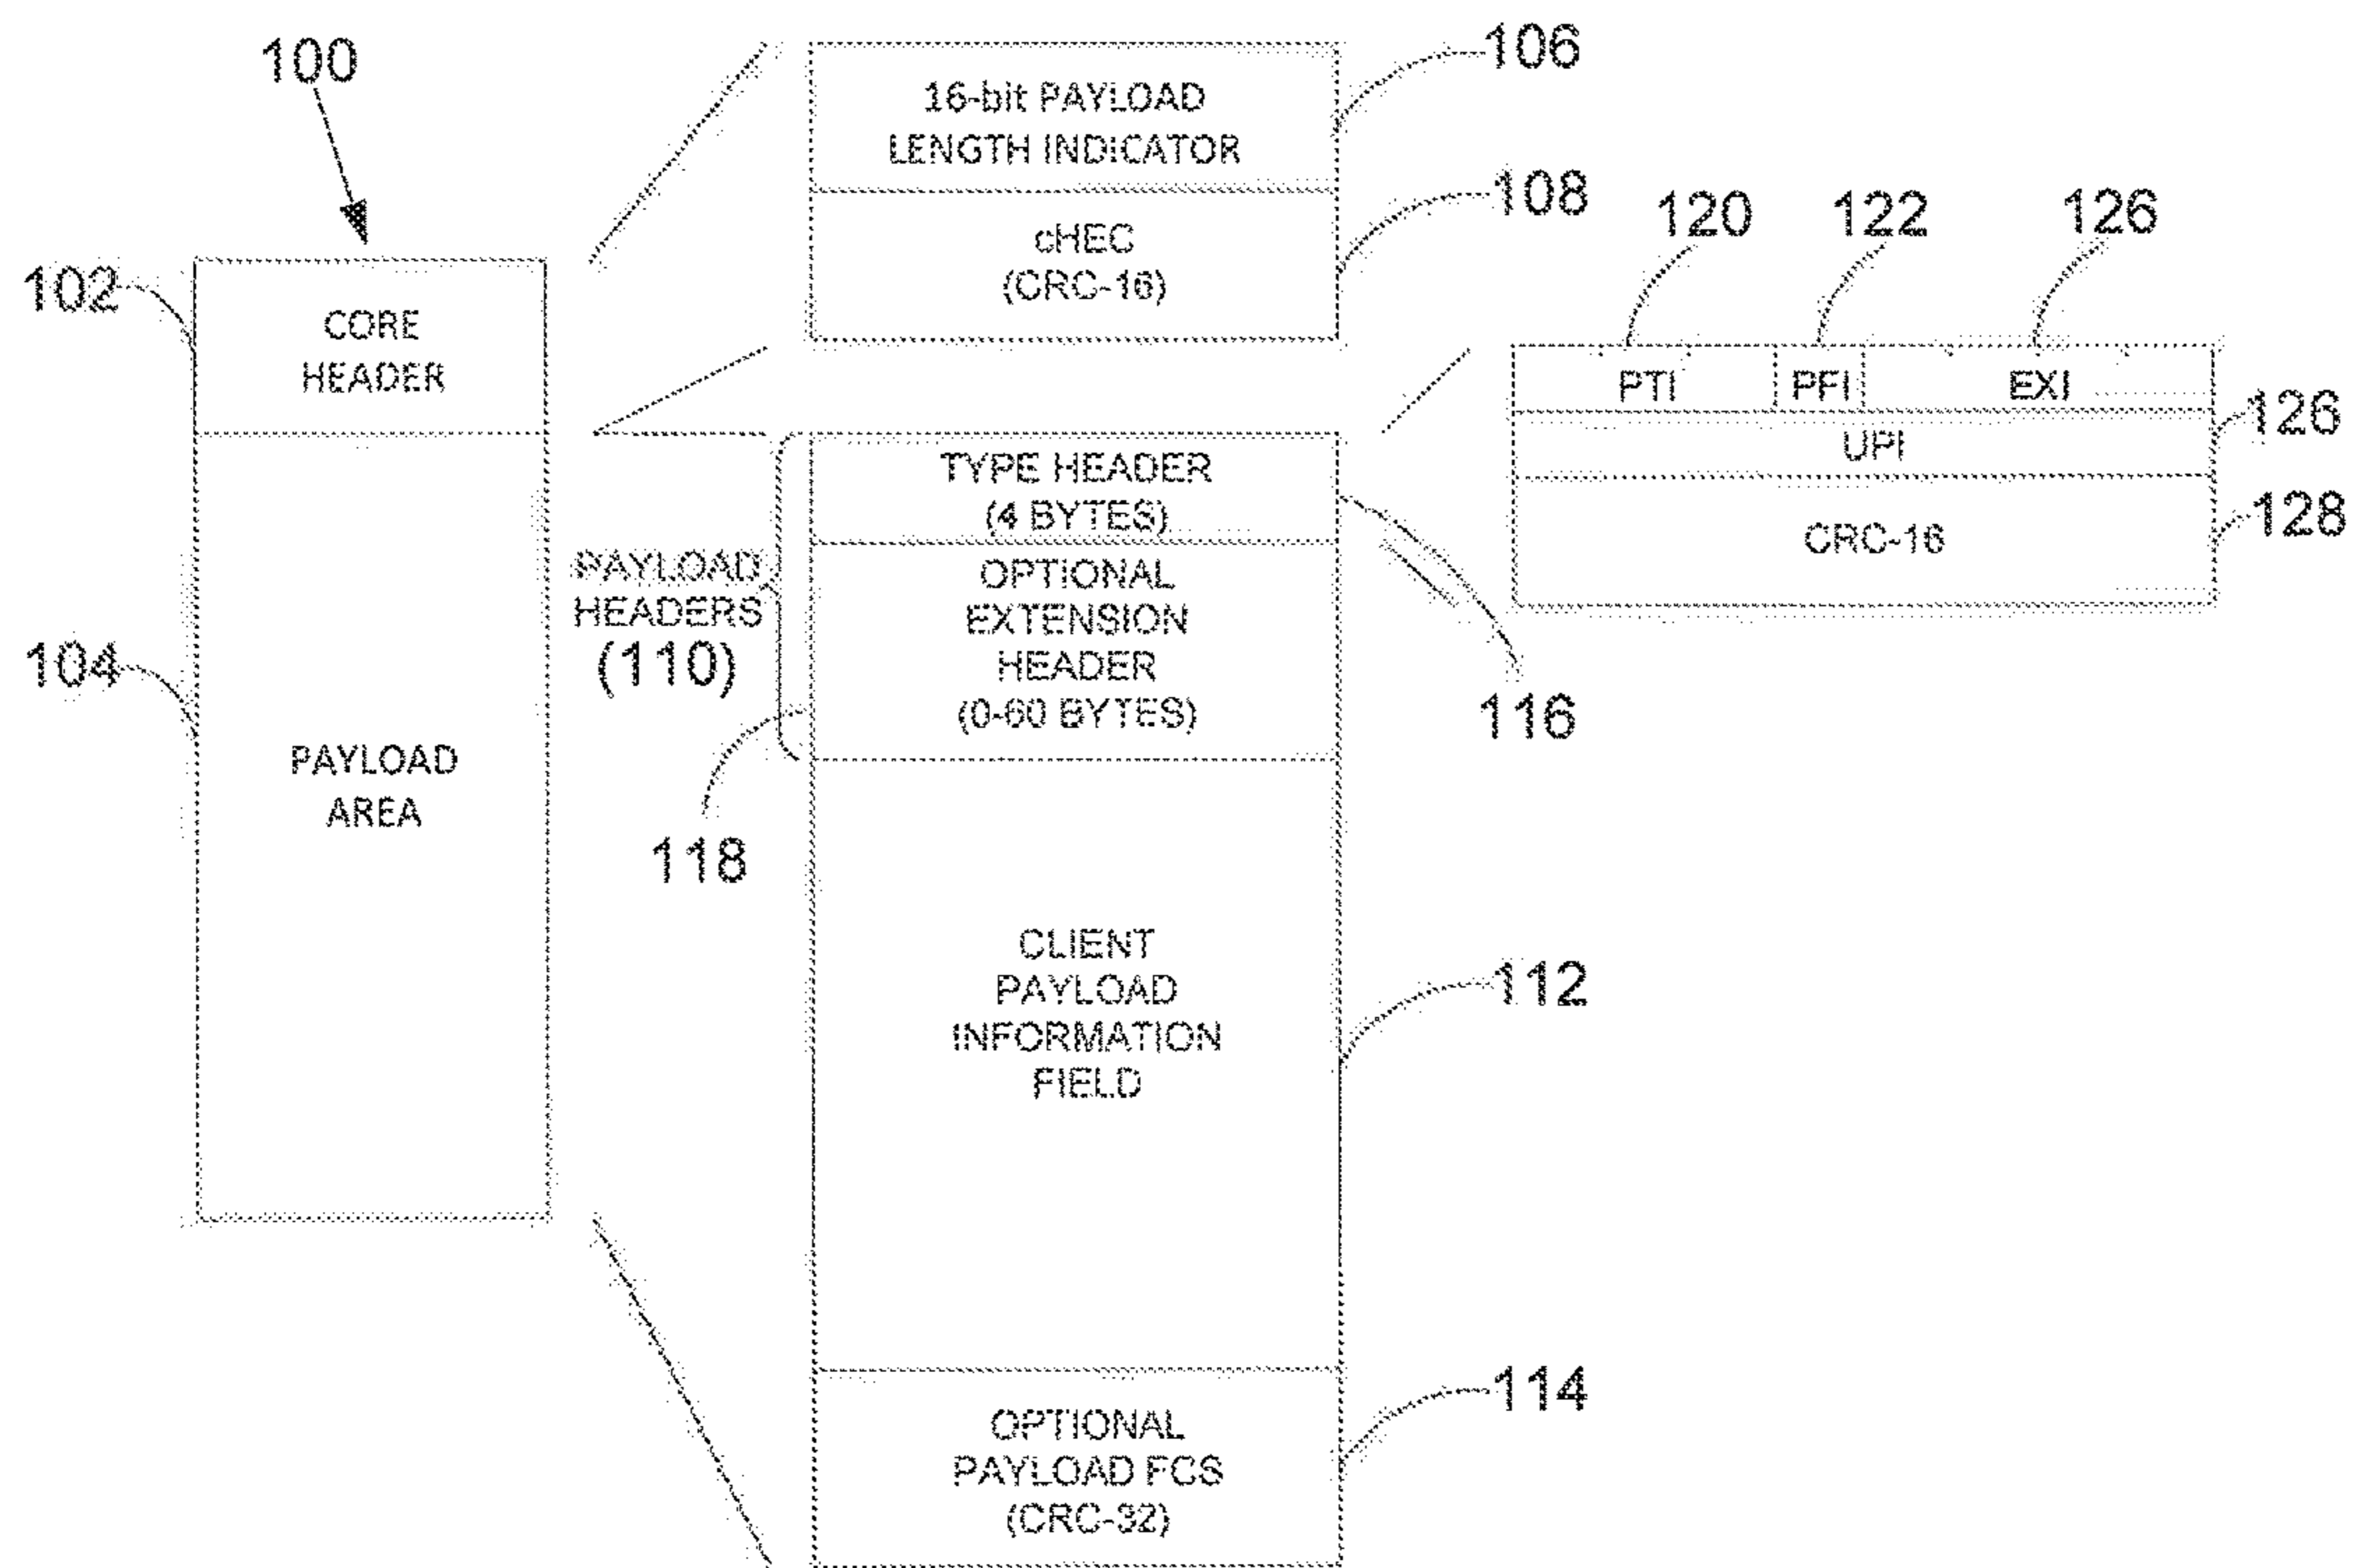 100
102
CORE
HEADER
104
PAYLOAD
AREA
106
16-bit PAYLOAD
LENGTH INDICATOR
108
cHEC
(CRC-16)
PAYLOAD
HEADERS
(110)
TYPE HEADER
(4 BYTES)
116
OPTIONAL
EXTENSION
HEADER
(0-60 BYTES)
118
CLIENT
PAYLOAD
INFORMATION
FIELD
112
OPTIONAL
PAYLOAD FCS
(CRC-32)
114
120 122 126
PTI PFI EXI
UPI
126
CRC-16
128